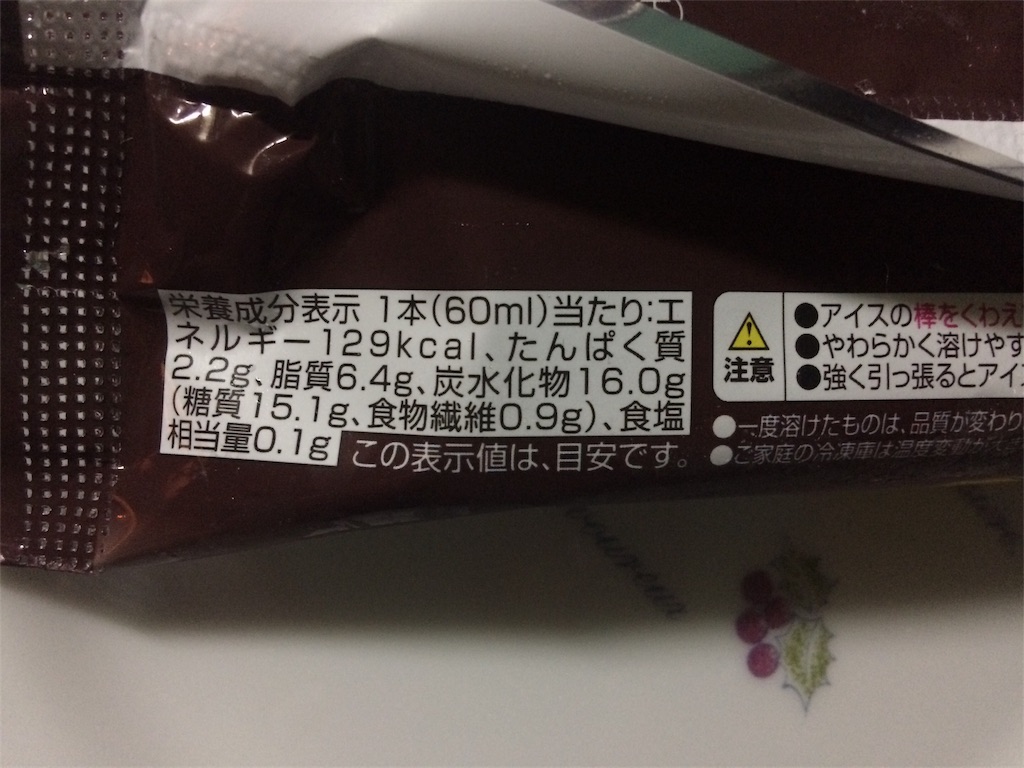 栄養成分表示 1本(60ml)当たり:エ
ネルギー129kcal、たんぱく質
2.2g、脂質6.4g、炭水化物16.0g
(糖質15.1g、食物繊維0.9g)、食塩
相当量0.1g
この表示値は、目安です。
注意
●アイスの棒をくわえ
●やわらかく溶けやす
●強く引っ張るとアイ
●一度溶けたものは、品質が変わり
●ご家庭の冷凍庫は温度変動が